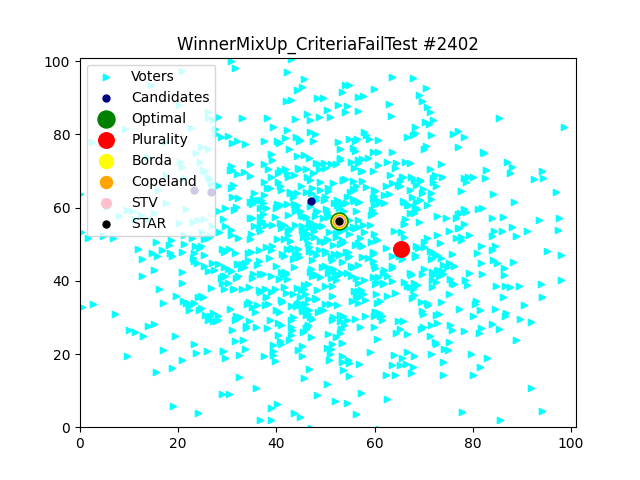 WinnerMixUp_CriteriaFailTest #2402
100
80
60
40
20
0
0
20
40
60
80
100
Voters
Candidates
Optimal
Plurality
Borda
Copeland
STV
STAR